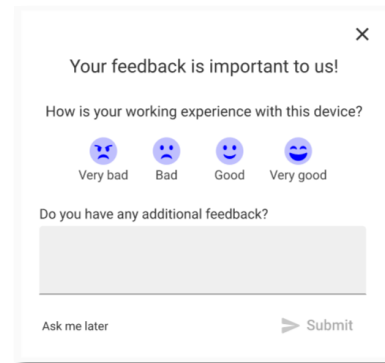 Your feedback is important to us!
How is your working experience with this device?
Very bad Bad Good Very good
Do you have any additional feedback?
Ask me later Submit